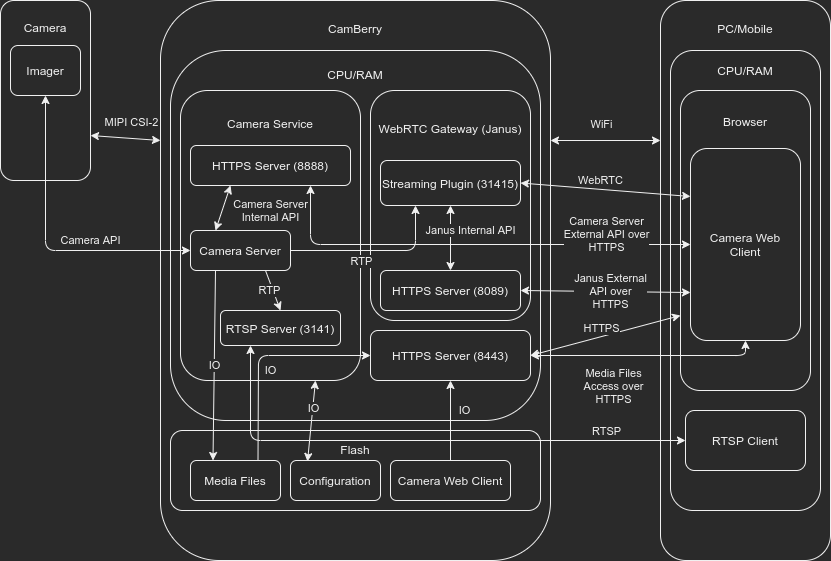 Camera
CamBerry
PC/Mobile
Imager
CPU/RAM
CPU/RAM
MIPI CSI-2
Camera Service
WebRTC Gateway (Janus)
WiFi
Browser
HTTPS Server (8888)
Streaming Plugin (31415)
WebRTC
Camera Server
Internal API
Camera API
Camera Server
RTP
Janus Internal API
Camera Server
External API over
HTTPS
Camera Web
Client
RTP
HTTPS Server (8089)
Janus External
API over
HTTPS
RTSP Server (3141)
HTTPS
IO
IO
HTTPS Server (8443)
Media Files
Access over
HTTPS
IO
IO
RTSP
RTSP Client
Flash
Media Files
Configuration
Camera Web Client